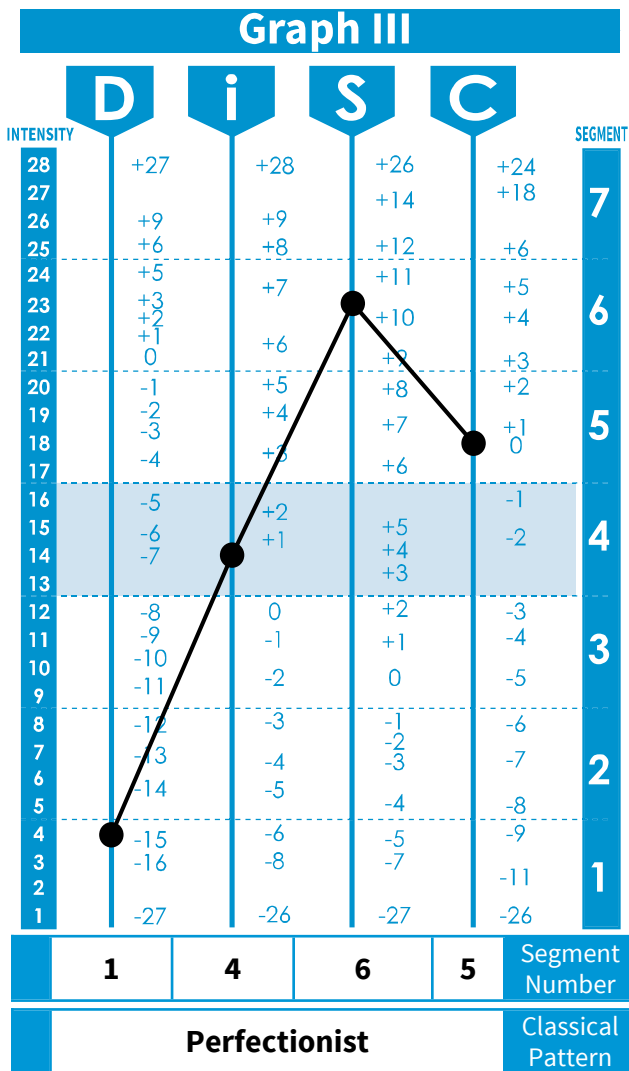 Graph III
D i S C
INTENSITY SEGMENT
28 +27 +28 +26 +24
27 +14 +18 7
26 +9 +9
25 +6 +8 +12 +6
24 +5 +7 +11 +5
23 +3 +10 +4 6
+2
22 +1 +6
21 0 +9 +3
20 -1 +5 +8 +2
19 -2 +4 +7 +1 5
18 -3 0
17 -4 +3 +6
16 -5 +2 -1
15 -6 +1 +5 -2 4
14 -7 +4
13 +3
12 -8 0 +2 -3
11 -9 -1 +1 -4 3
10 -10 -2 0 -5
9 -11
8 -12 -3 -1 -6
-2
7 -13 -4 -3 -7 2
6 -14 -5
5 -4 -8
4 -15 -6 -5 -9
3 -16 -8 -7 1
2 -11
1 -27 -26 -27 -26
1 4 6 5 Segment
Number
Perfectionist Classical
Pattern